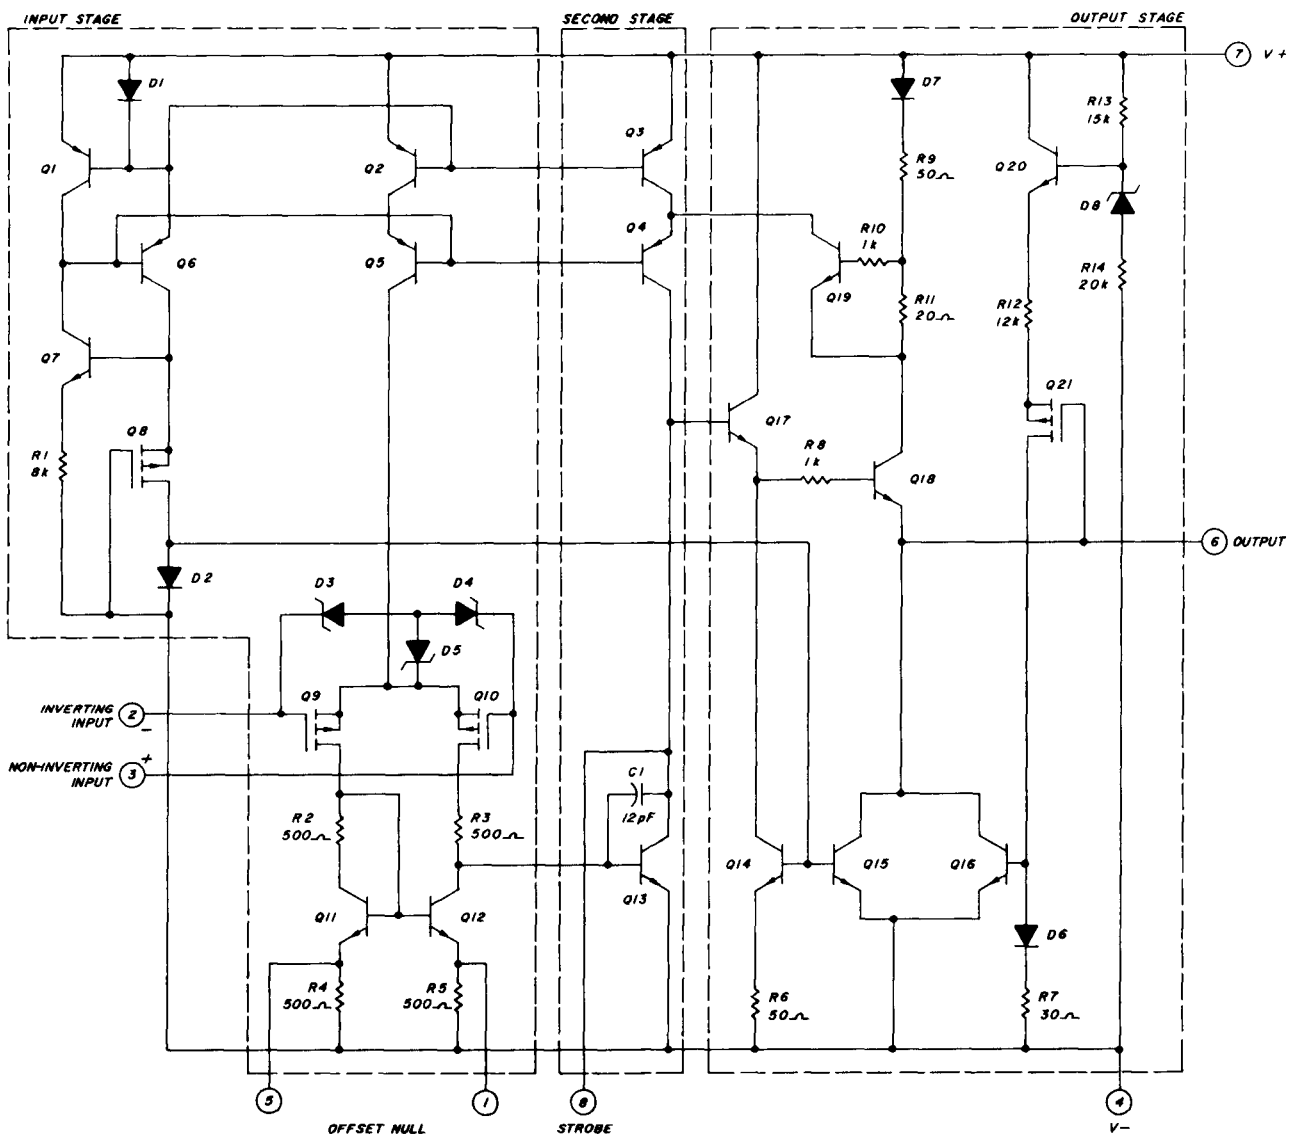 INPUT STAGE
SECOND STAGE
OUTPUT STAGE
7 V+
D1
D7
R13
15k
Q1
Q2
Q3
R9
50Ω
Q20
D8
Q6
Q5
Q4
R10
1k
Q19
R11
20Ω
R12
12k
R14
20k
Q7
Q8
R1
8k
Q17
R8
1k
Q18
Q21
6 OUTPUT
D2
D3
D4
D5
Q9
Q10
INVERTING
INPUT
2
-
NON-INVERTING
INPUT
3
+
C1
12pF
R2
500Ω
R3
500Ω
Q14
Q15
Q16
Q13
Q11
Q12
D6
R4
500Ω
R5
500Ω
R6
50Ω
R7
30Ω
5
1
8
4
OFFSET NULL
STROBE
V-